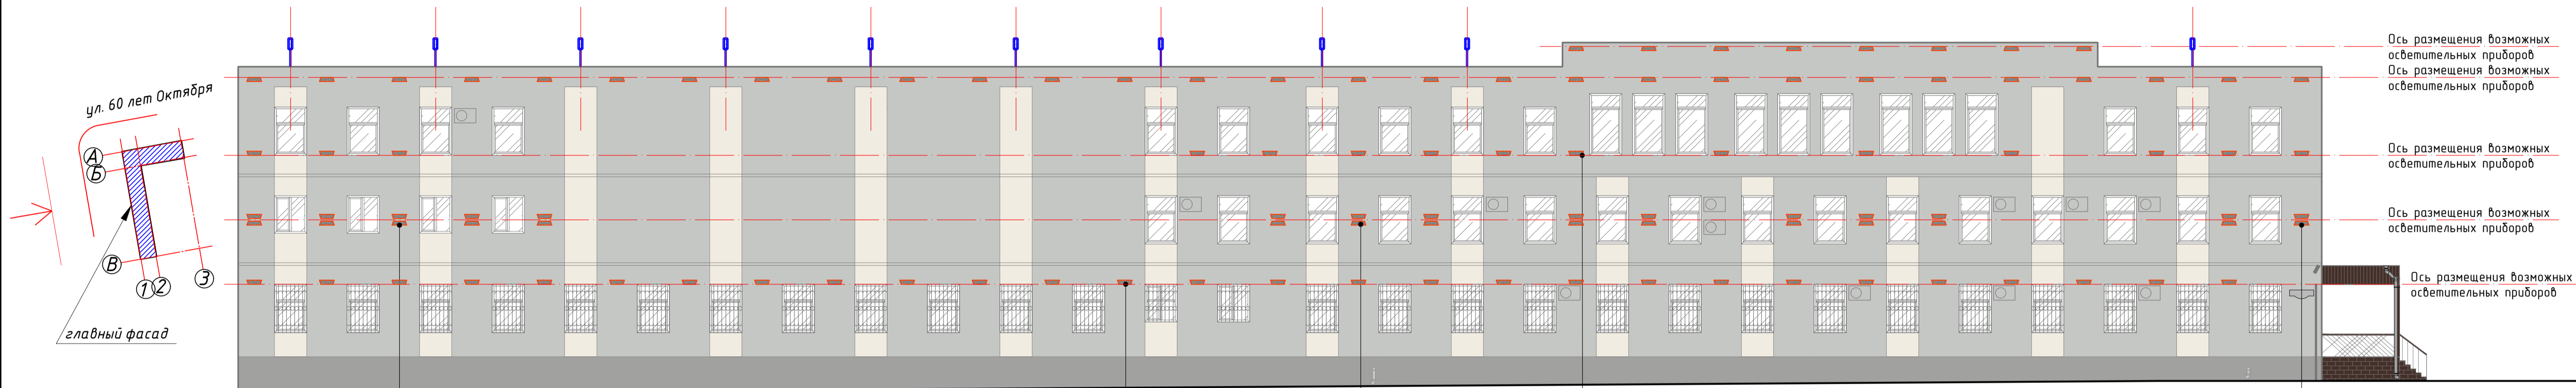 ул. 60 лет Октября
А
Б
В
1
2
3
главный фасад
Ось размещения возможных
осветительных приборов
Ось размещения возможных
осветительных приборов
Ось размещения возможных
осветительных приборов
Ось размещения возможных
осветительных приборов
Ось размещения возможных
осветительных приборов